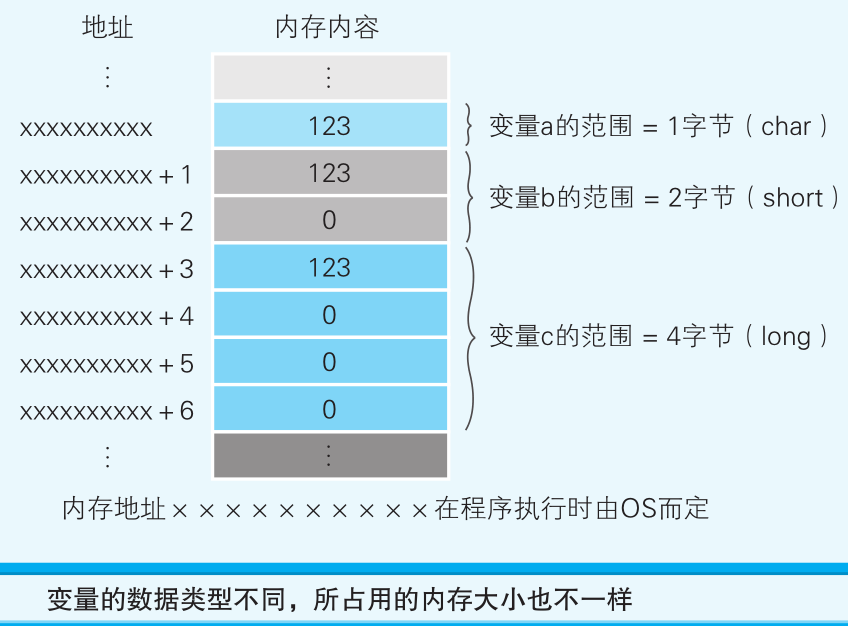 地址 内存内容
⋮ ⋮
xxxxxxxxxx 123 变量a的范围 = 1字节（char）
xxxxxxxxxx + 1 123
变量b的范围 = 2字节（short）
xxxxxxxxxx + 2 0
xxxxxxxxxx + 3 123
xxxxxxxxxx + 4 0
变量c的范围 = 4字节（long）
xxxxxxxxxx + 5 0
xxxxxxxxxx + 6 0
⋮ ⋮
内存地址××××××××××在程序执行时由OS而定
变量的数据类型不同，所占用的内存大小也不一样